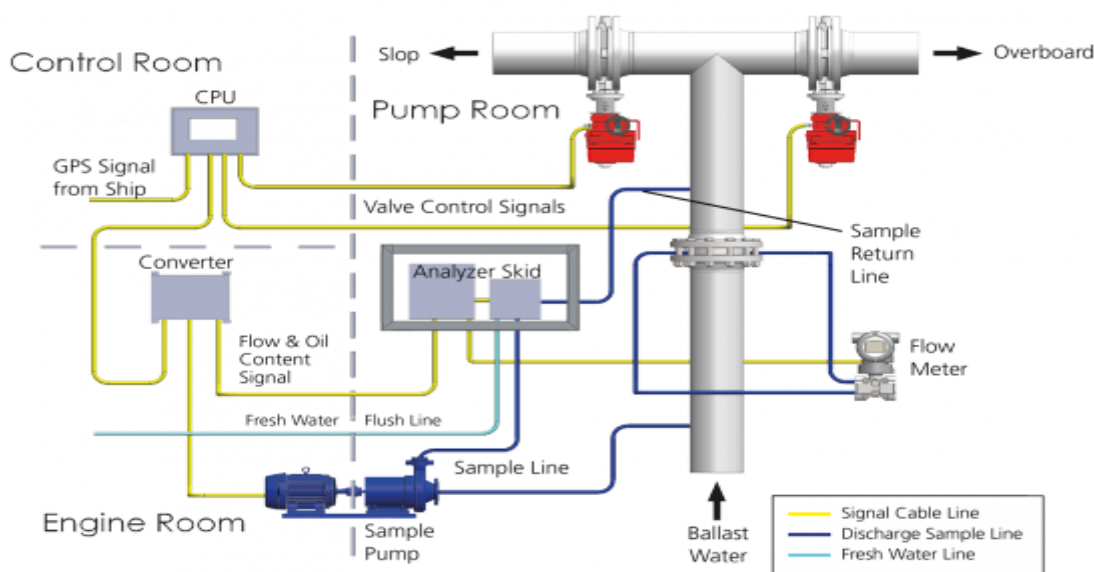 Slop
Overboard
Control Room
CPU
Pump Room
GPS Signal
from Ship
Valve Control Signals
Sample
Return
Line
Converter
Analyzer Skid
Flow & Oil
Content
Signal
Flow
Meter
Fresh Water
Flush Line
Sample Line
Engine Room
Sample
Pump
Ballast
Water
Signal Cable Line
Discharge Sample Line
Fresh Water Line